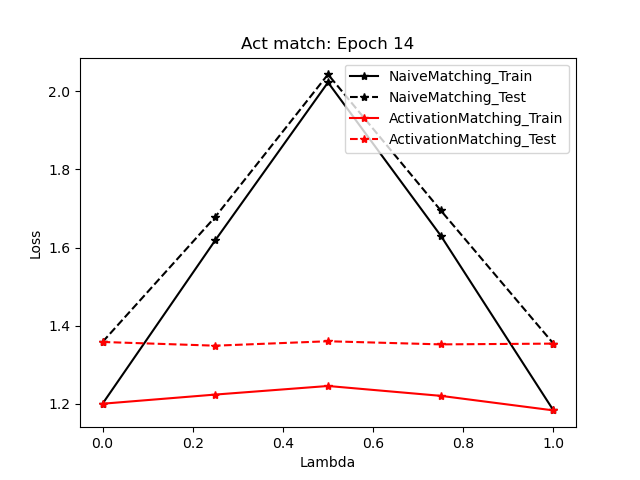 Act match: Epoch 14
NaiveMatching_Train
NaiveMatching_Test
ActivationMatching_Train
ActivationMatching_Test
Loss
2.0
1.8
1.6
1.4
1.2
0.0 0.2 0.4 0.6 0.8 1.0
Lambda